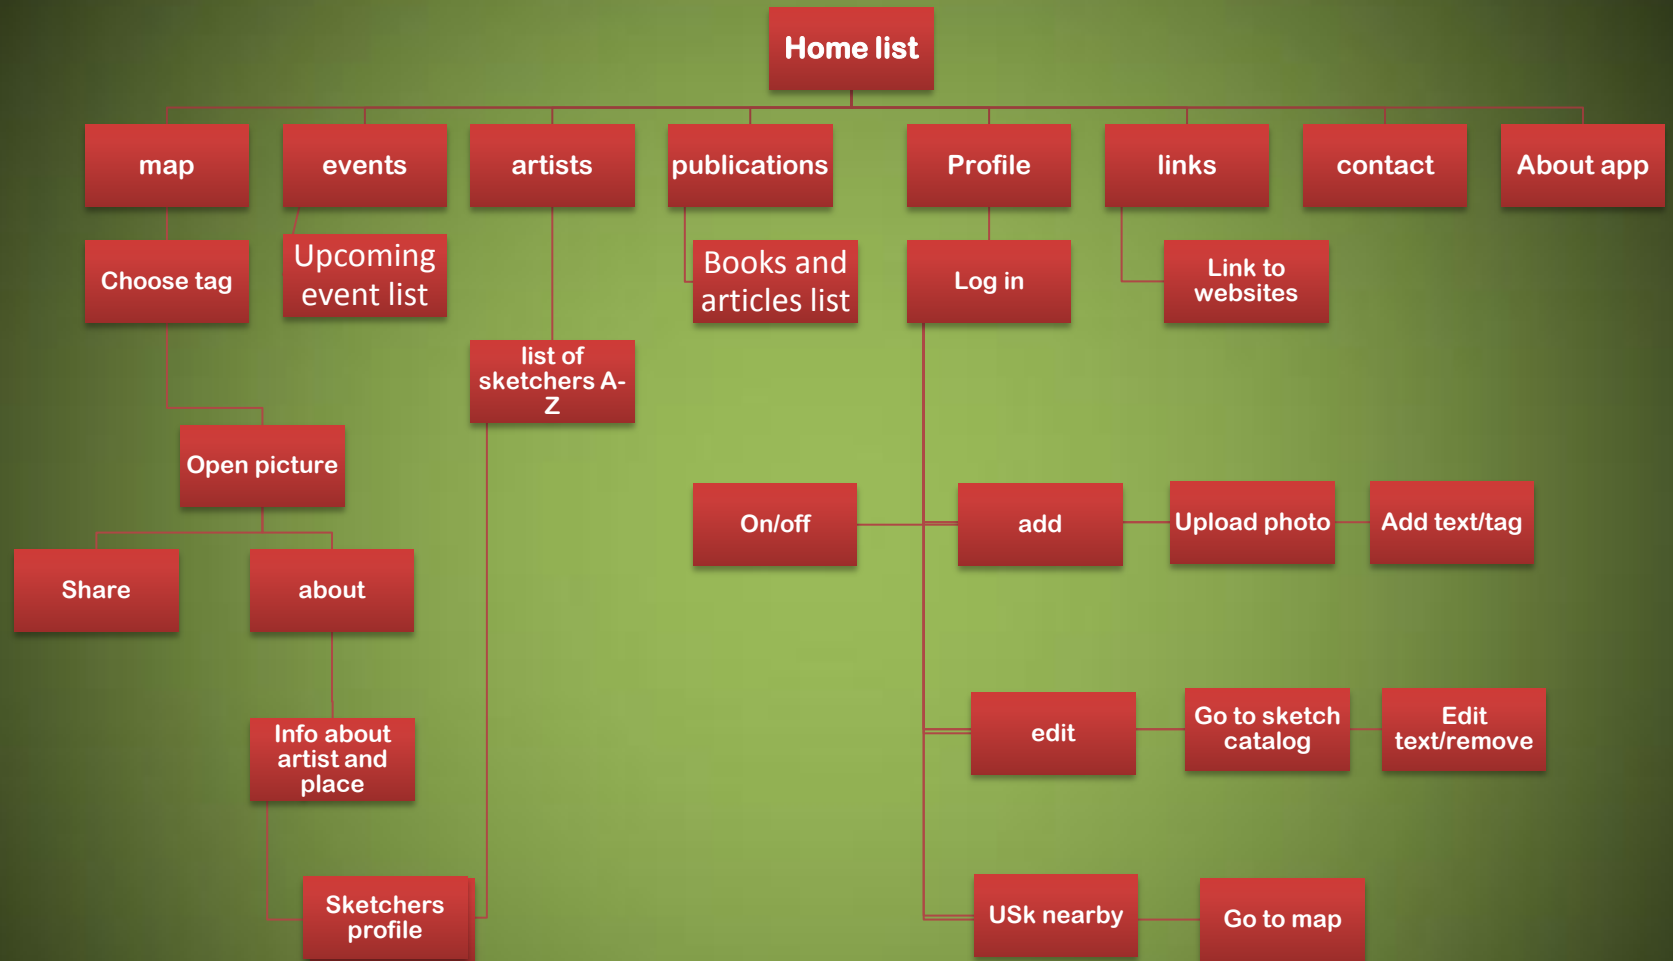 Home list
map
events
artists
publications
Profile
links
contact
About app
Choose tag
Upcoming
event list
Books and
articles list
Log in
Link to
websites
list of
sketchers A-
Z
Open picture
On/off
add
Upload photo
Add text/tag
Share
about
Info about
artist and
place
edit
Go to sketch
catalog
Edit
text/remove
Sketchers
profile
USk nearby
Go to map